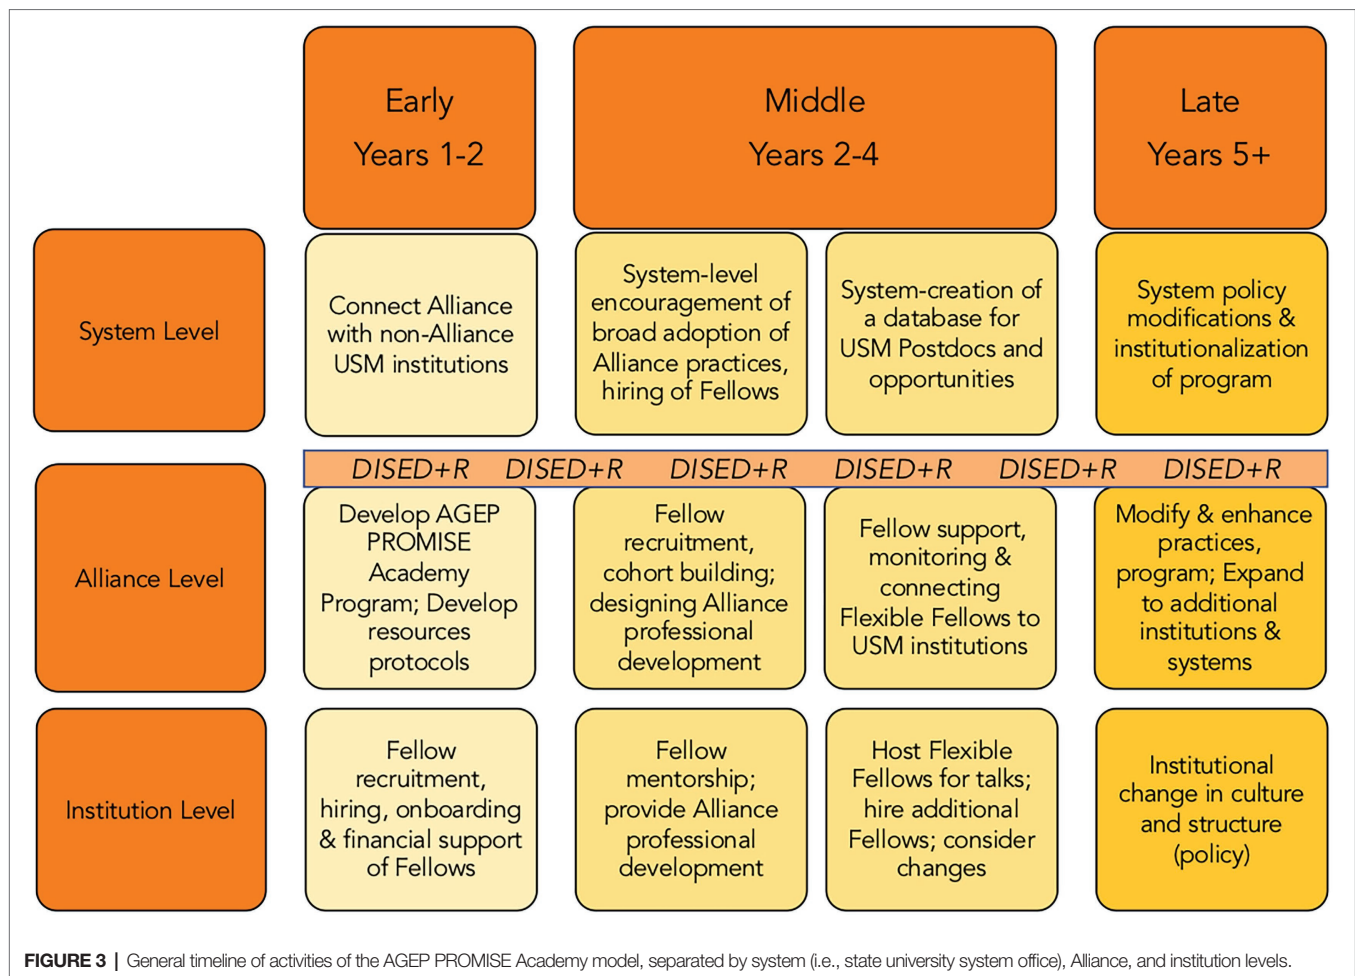 Early
Years 1-2
Middle
Years 2-4
Late
Years 5+
System Level
Connect Alliance
with non-Alliance
USM institutions
System-level
encouragement of
broad adoption of
Alliance practices,
hiring of Fellows
System-creation of
a database for
USM Postdocs and
opportunities
System policy
modifications &
institutionalization
of program
DISED+R DISED+R DISED+R DISED+R DISED+R DISED+R
Alliance Level
Develop AGEP
PROMISE
Academy
Program; Develop
resources
protocols
Fellow
recruitment,
cohort building;
designing Alliance
professional
development
Fellow support,
monitoring &
connecting
Flexible Fellows to
USM institutions
Modify & enhance
practices,
program; Expand
to additional
institutions &
systems
Institution Level
Fellow
recruitment,
hiring, onboarding
& financial support
of Fellows
Fellow
mentorship;
provide Alliance
professional
development
Host Flexible
Fellows for talks;
hire additional
Fellows; consider
changes
Institutional
change in culture
and structure
(policy)
FIGURE 3 | General timeline of activities of the AGEP PROMISE Academy model, separated by system (i.e., state university system office), Alliance, and institution levels.